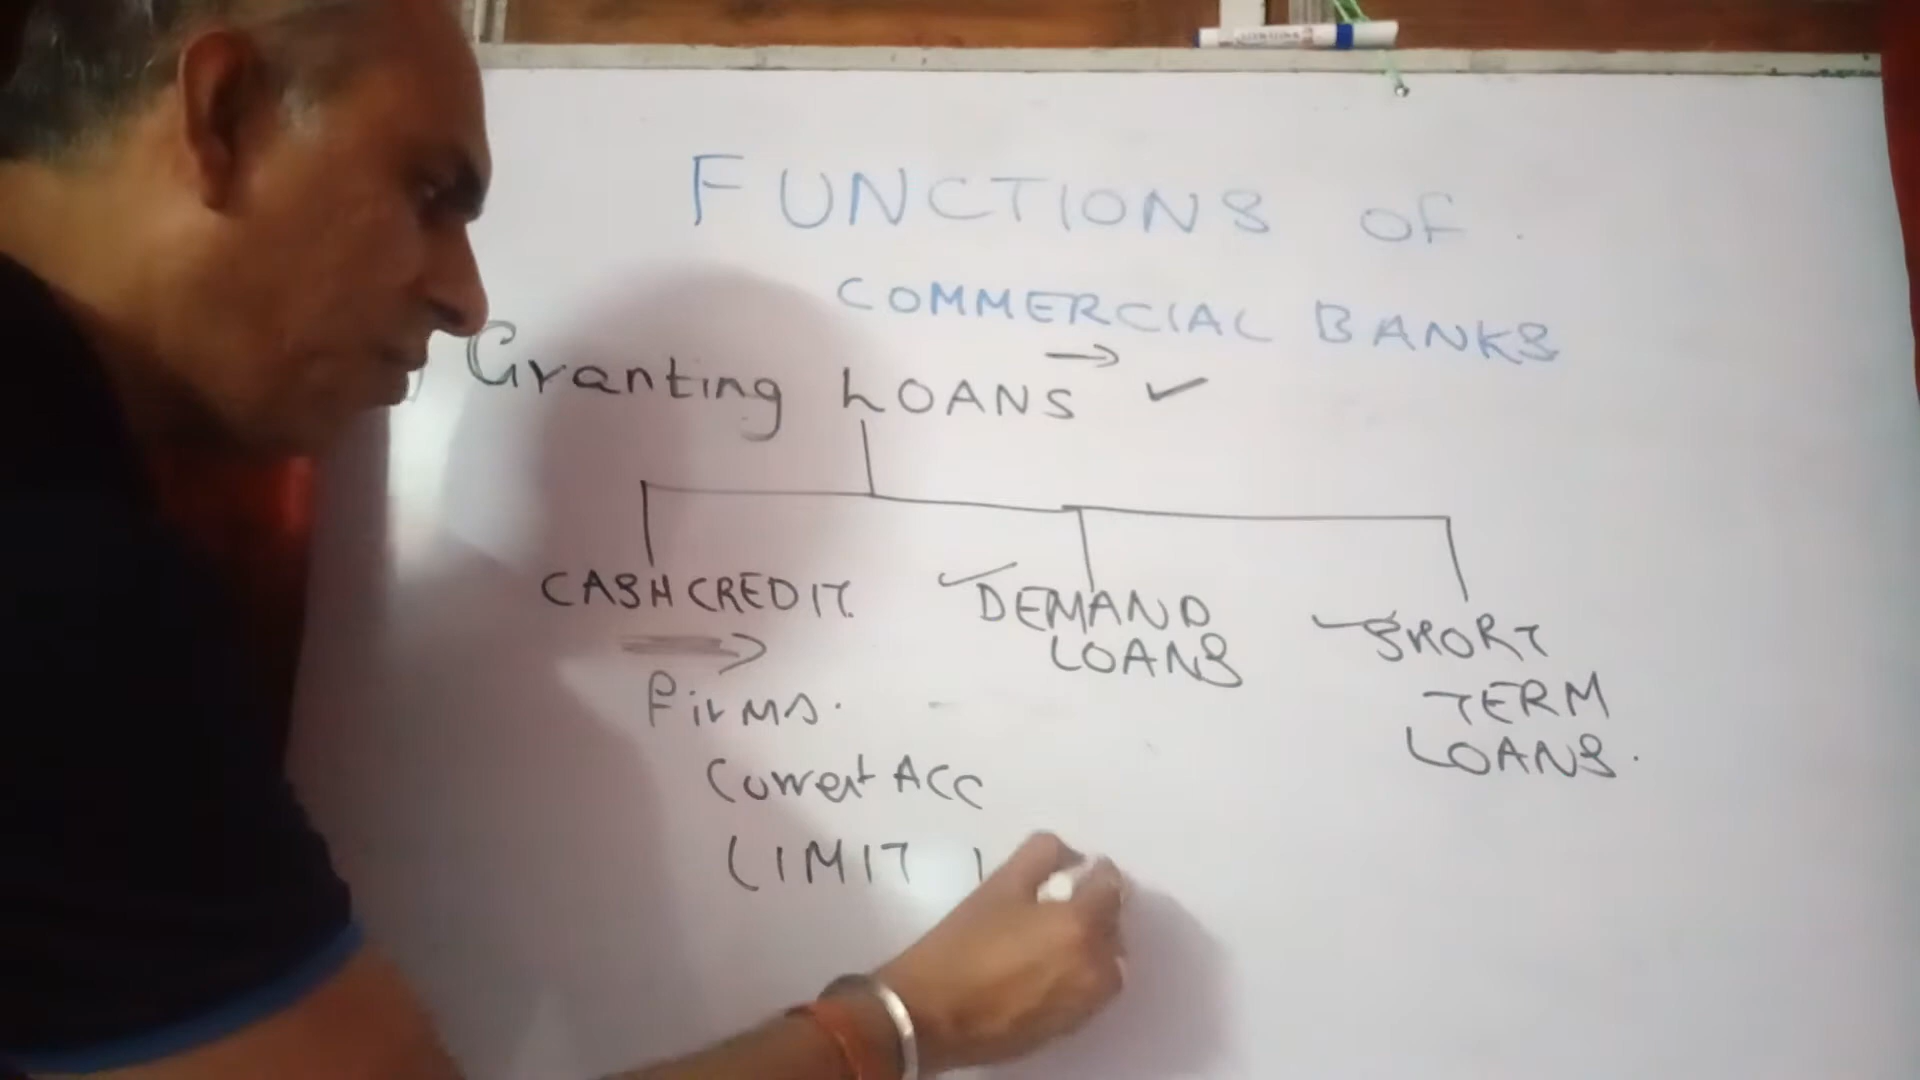 FUNCTIONS OF
COMMERCIAL BANKS
Granting LOANS
CASH CREDIT
DEMAND
LOANS
SHORT
TERM
LOANS.
firms.
Current ACC
LIMIT